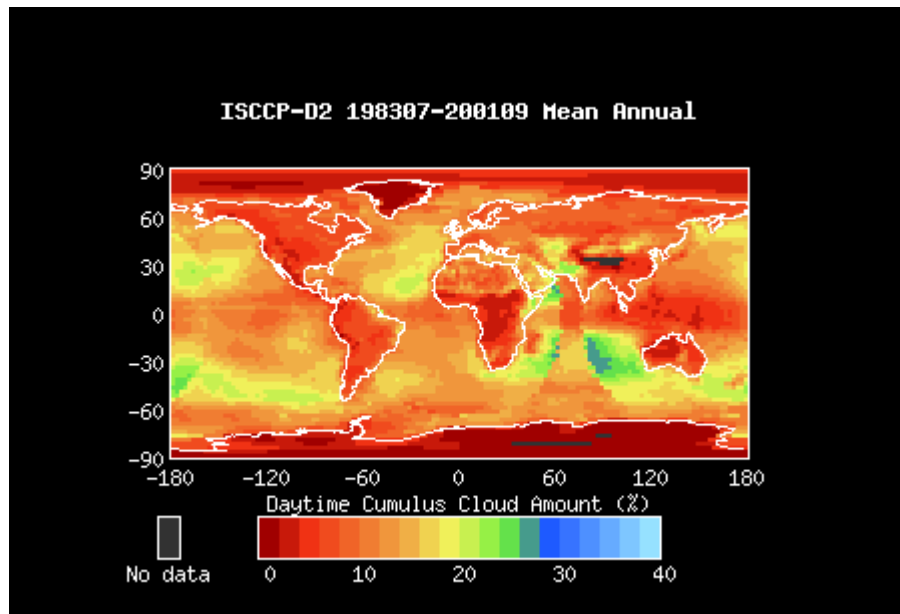 ISCCP-D2 198307-200109 Mean Annual
90
60
30
0
-30
-60
-90
-180 -120 -60 0 60 120 180
Daytime Cumulus Cloud Amount (%)
No data 0 10 20 30 40